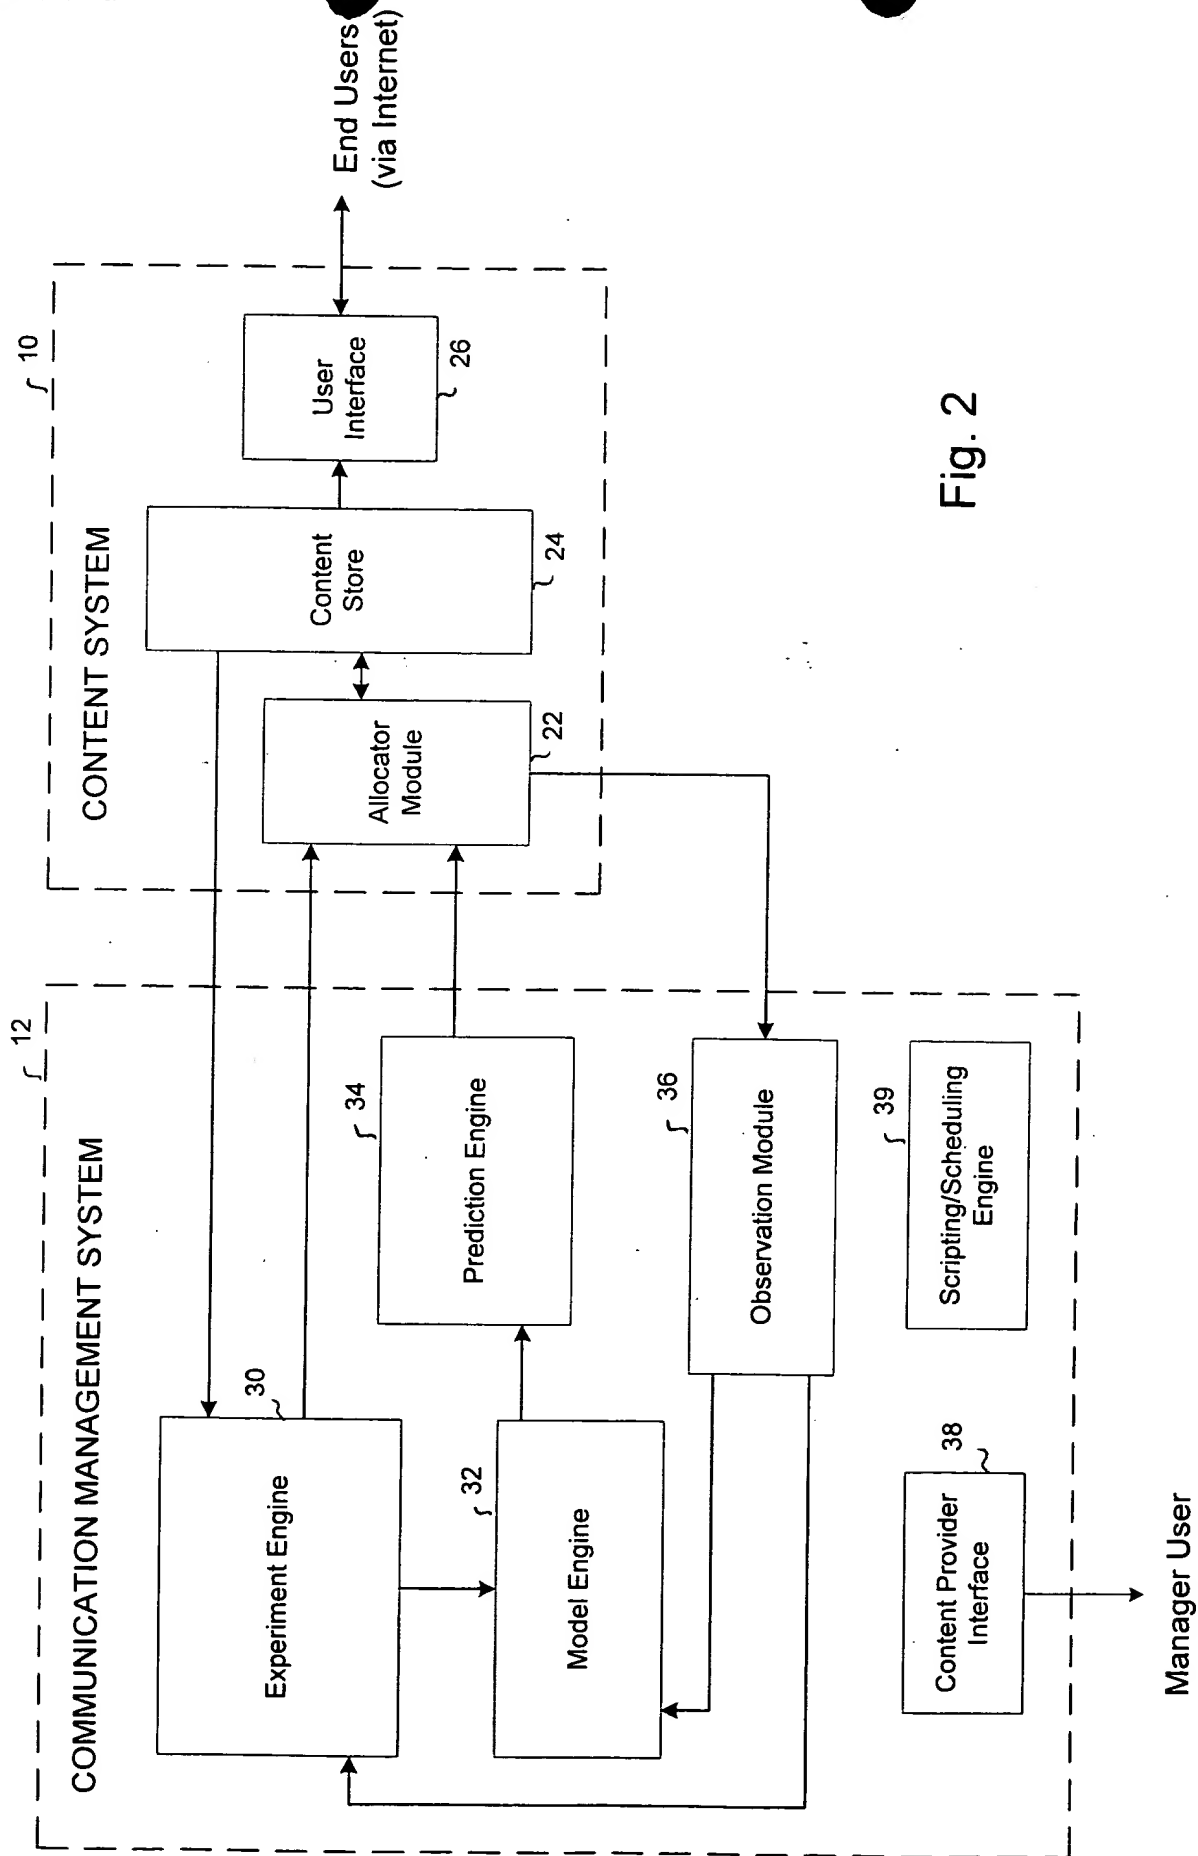 COMMUNICATION MANAGEMENT SYSTEM
12
Experiment Engine
30
Model Engine
32
Prediction Engine
34
Observation Module
36
Content Provider
Interface
38
Scripting/Scheduling
Engine
39
Manager User
CONTENT SYSTEM
10
Allocator
Module
22
Content
Store
24
User
Interface
26
End Users
(via Internet)
Fig. 2